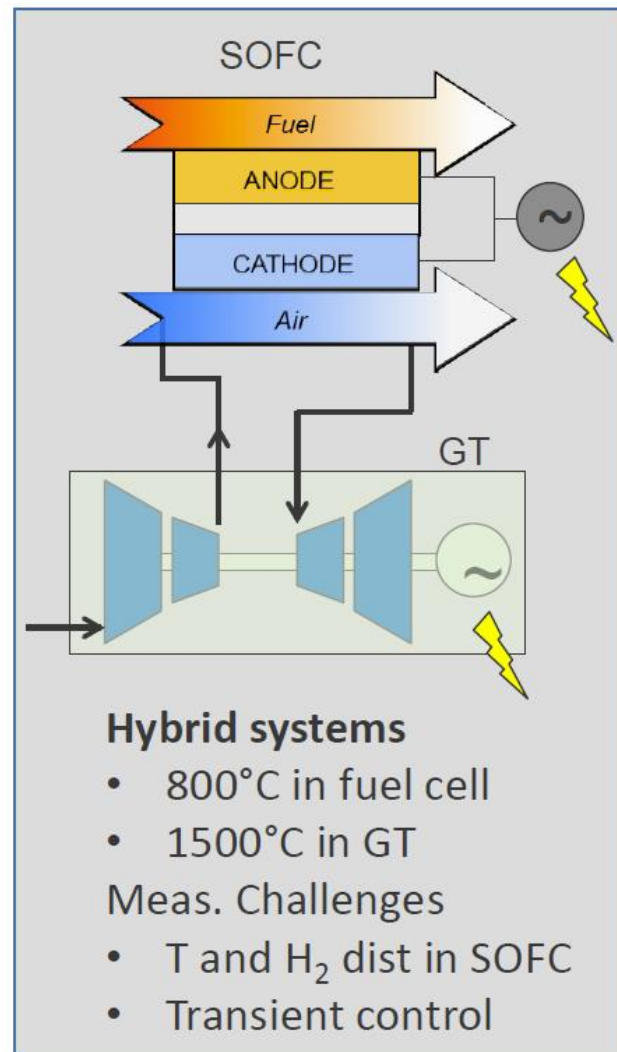 SOFC
Fuel
ANODE
CATHODE
~
Air
GT
~
Hybrid systems
• 800°C in fuel cell
• 1500°C in GT
Meas. Challenges
• T and H₂ dist in SOFC
• Transient control